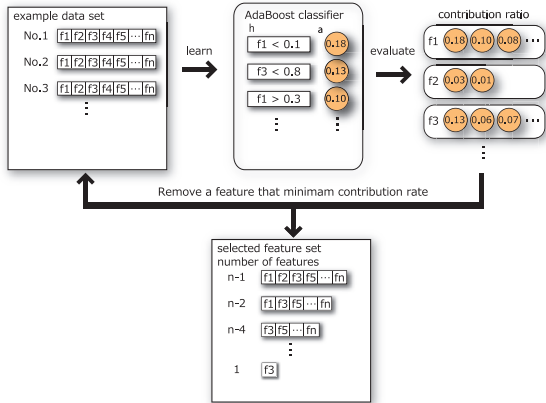 example data set
No.1 f1 f2 f3 f4 f5 ··· fn
No.2 f1 f2 f3 f4 f5 ··· fn
No.3 f1 f2 f3 f4 f5 ··· fn
learn
AdaBoost classifier
h a
f1 < 0.1 0.18
f3 < 0.8 0.13
f1 > 0.3 0.10
evaluate
contribution ratio
f1 0.18 0.10 0.08 ···
f2 0.03 0.01
f3 0.13 0.06 0.07 ···
Remove a feature that minimam contribution rate
selected feature set
number of features
n-1 f1 f2 f3 f5 ··· fn
n-2 f1 f3 f5 ··· fn
n-4 f3 f5 ··· fn
1 f3